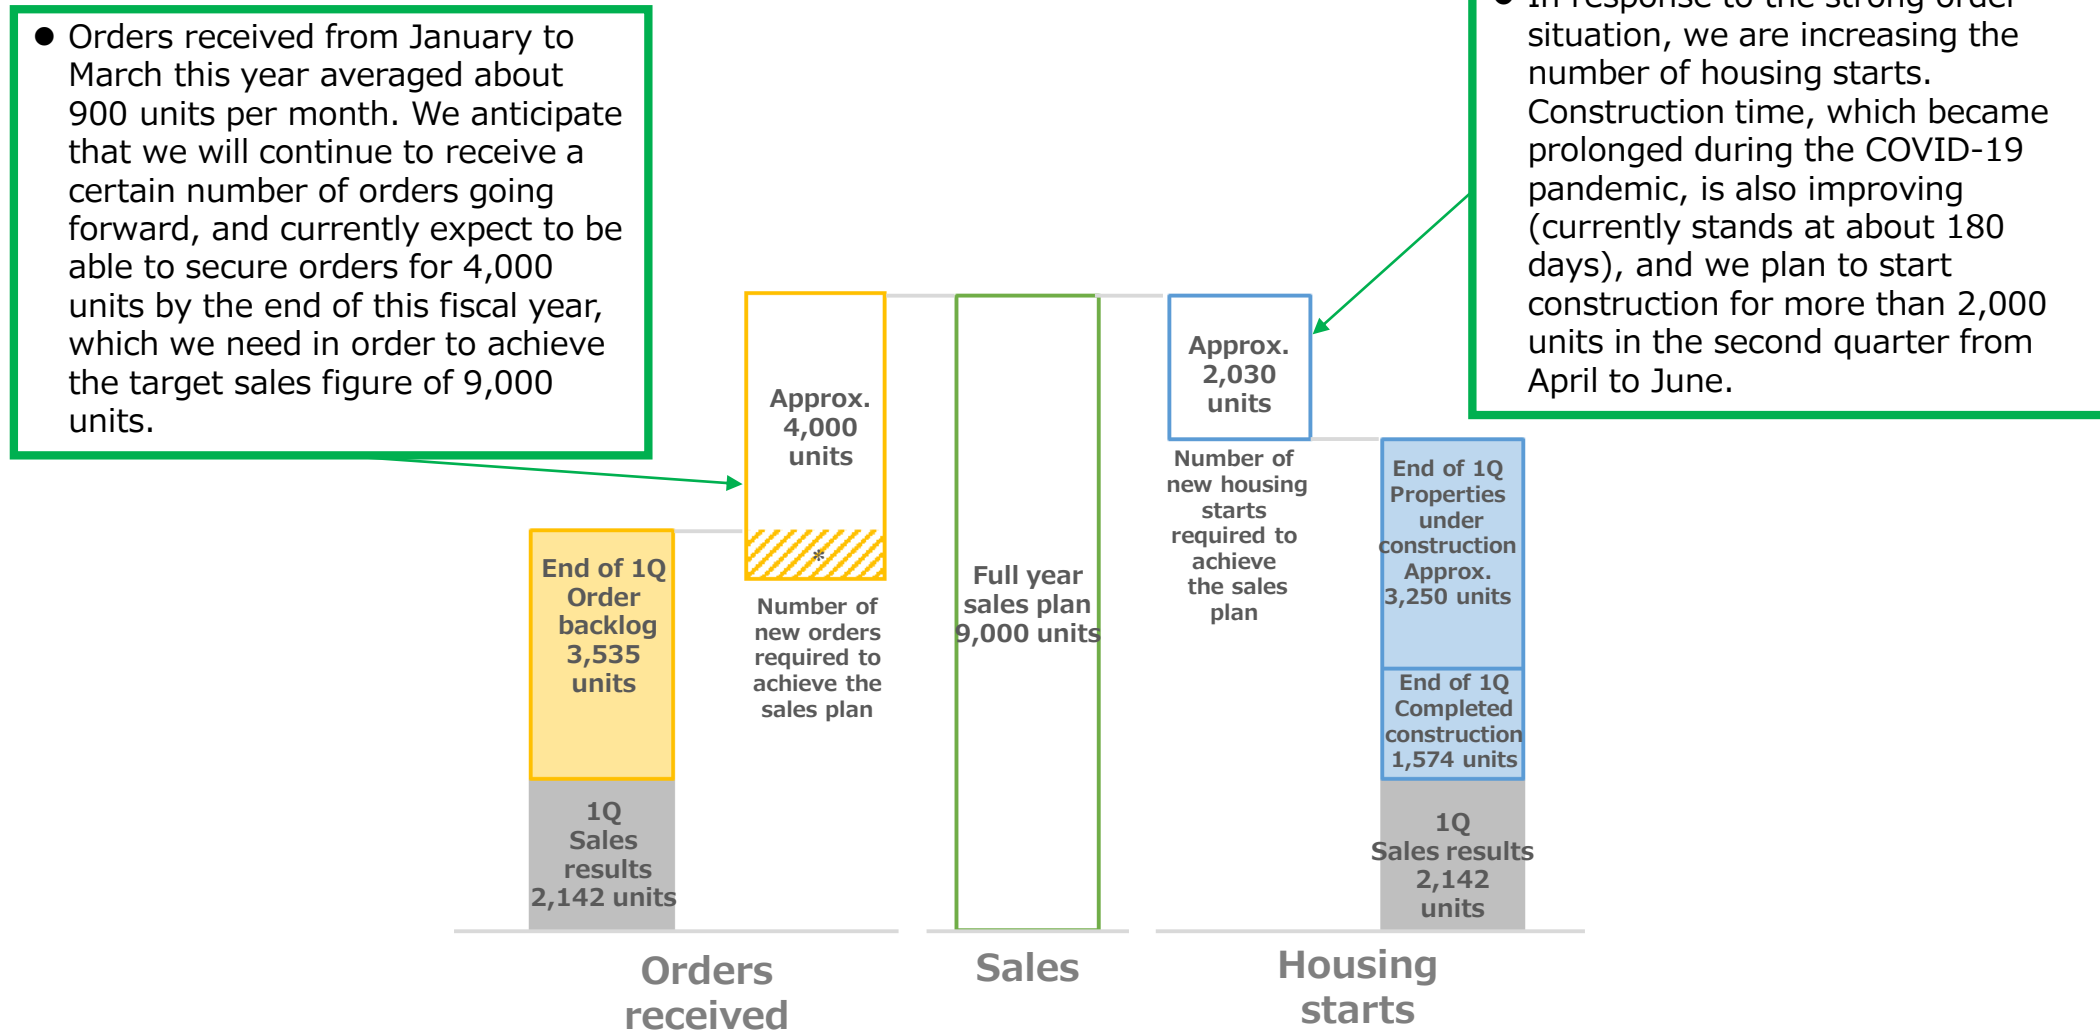 ● Orders received from January to
March this year averaged about
900 units per month. We anticipate
that we will continue to receive a
certain number of orders going
forward, and currently expect to be
able to secure orders for 4,000
units by the end of this fiscal year,
which we need in order to achieve
the target sales figure of 9,000
units.
● In response to the strong order
situation, we are increasing the
number of housing starts.
Construction time, which became
prolonged during the COVID-19
pandemic, is also improving
(currently stands at about 180
days), and we plan to start
construction for more than 2,000
units in the second quarter from
April to June.
End of 1Q
Order
backlog
3,535
units
1Q
Sales
results
2,142 units
Approx.
4,000
units
*
Number of
new orders
required to
achieve the
sales plan
Orders
received
Full year
sales plan
9,000 units
Sales
Approx.
2,030
units
Number of
new housing
starts
required to
achieve
the sales
plan
End of 1Q
Properties
under
construction
Approx.
3,250 units
End of 1Q
Completed
construction
1,574 units
1Q
Sales results
2,142
units
Housing
starts